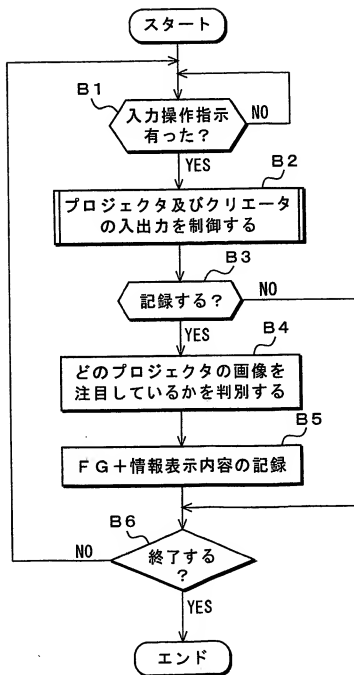 スタート
B1
入力操作指示
有った?
NO
YES
B2
プロジェクタ及びクリエータ
の入出力を制御する
B3
記録する?
NO
YES
B4
どのプロジェクタの画像を
注目しているかを判別する
B5
FG+情報表示内容の記録
B6
NO
終了する
?
YES
エンド